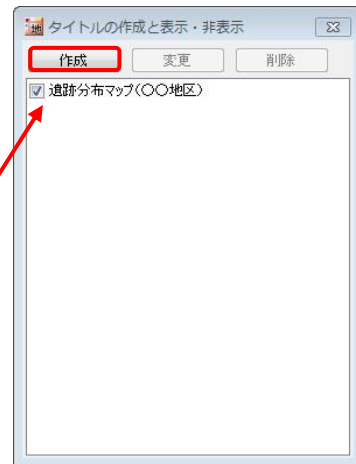 地 タイトルの作成と表示・非表示
作成 変更 削除
遺跡分布マップ(〇〇地区)